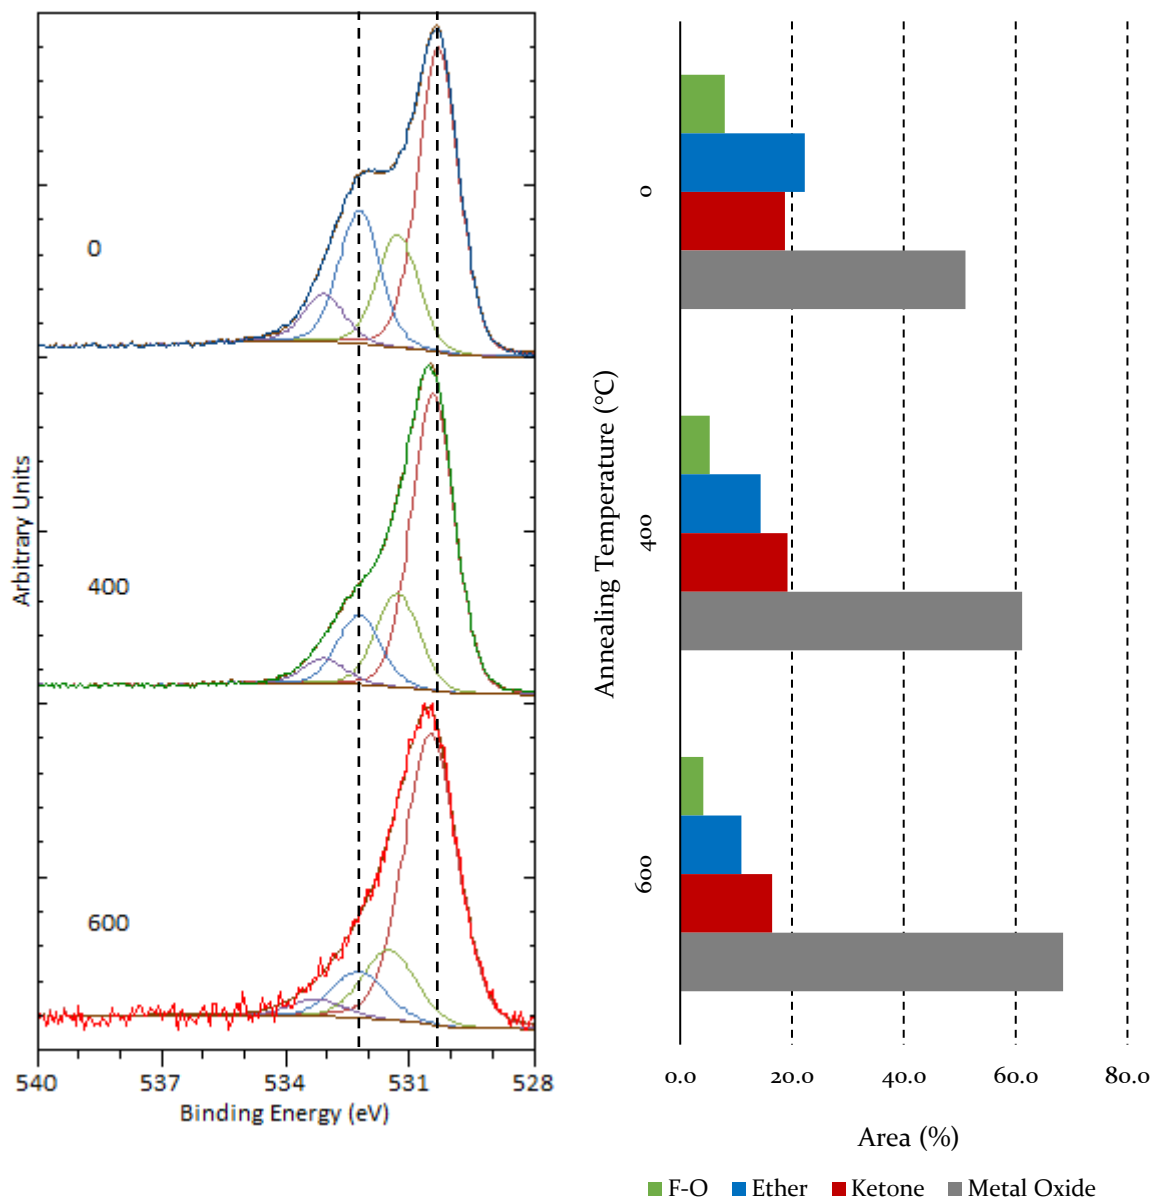 Arbitrary Units
0
400
600
540
537
534
531
528
Binding Energy (eV)
Annealing Temperature (°C)
0
400
600
0.0
20.0
40.0
60.0
80.0
Area (%)
F-O
Ether
Ketone
Metal Oxide